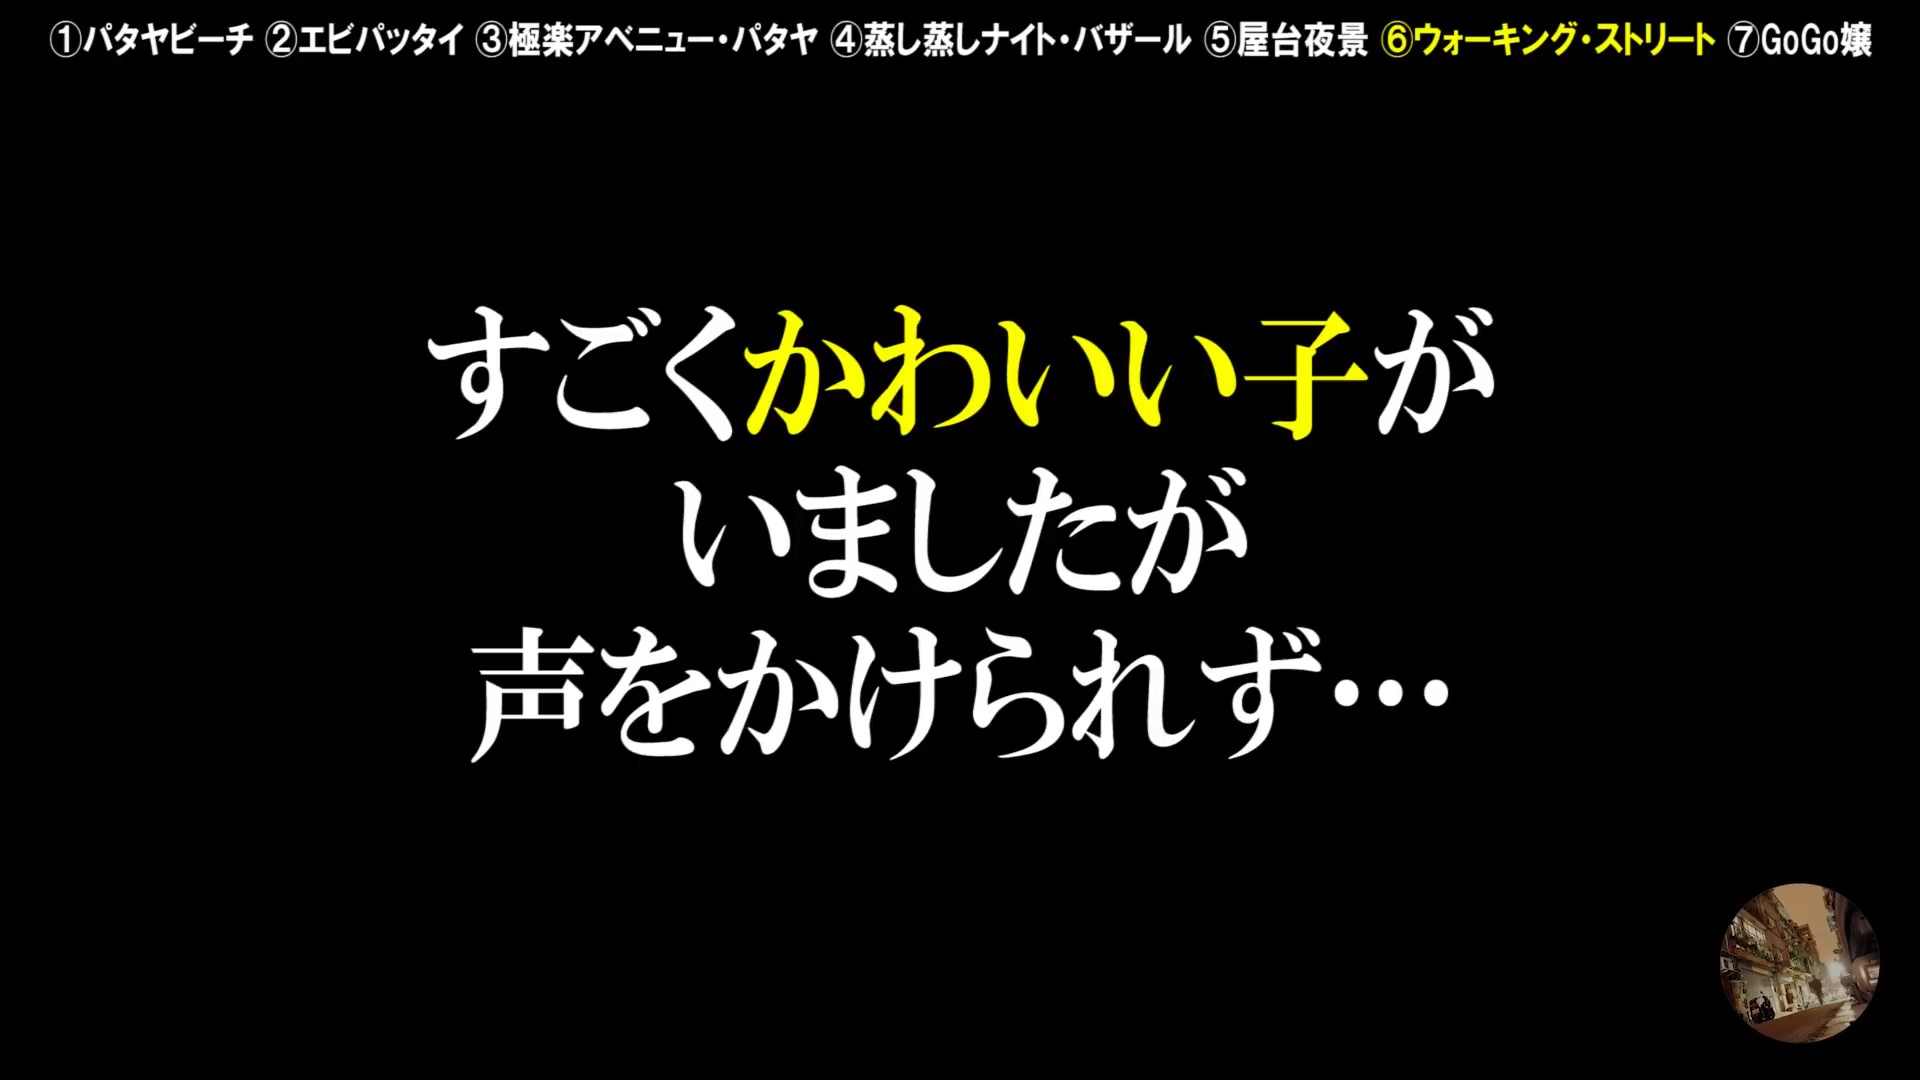 ①パタヤビーチ ②エビパッタイ ③極楽アベニュー・パタヤ ④蒸し蒸しナイト・バザール ⑤屋台夜景 ⑥ウォーキング・ストリート ⑦GoGo嬢
すごくかわいい子が
いましたが
声をかけられず…